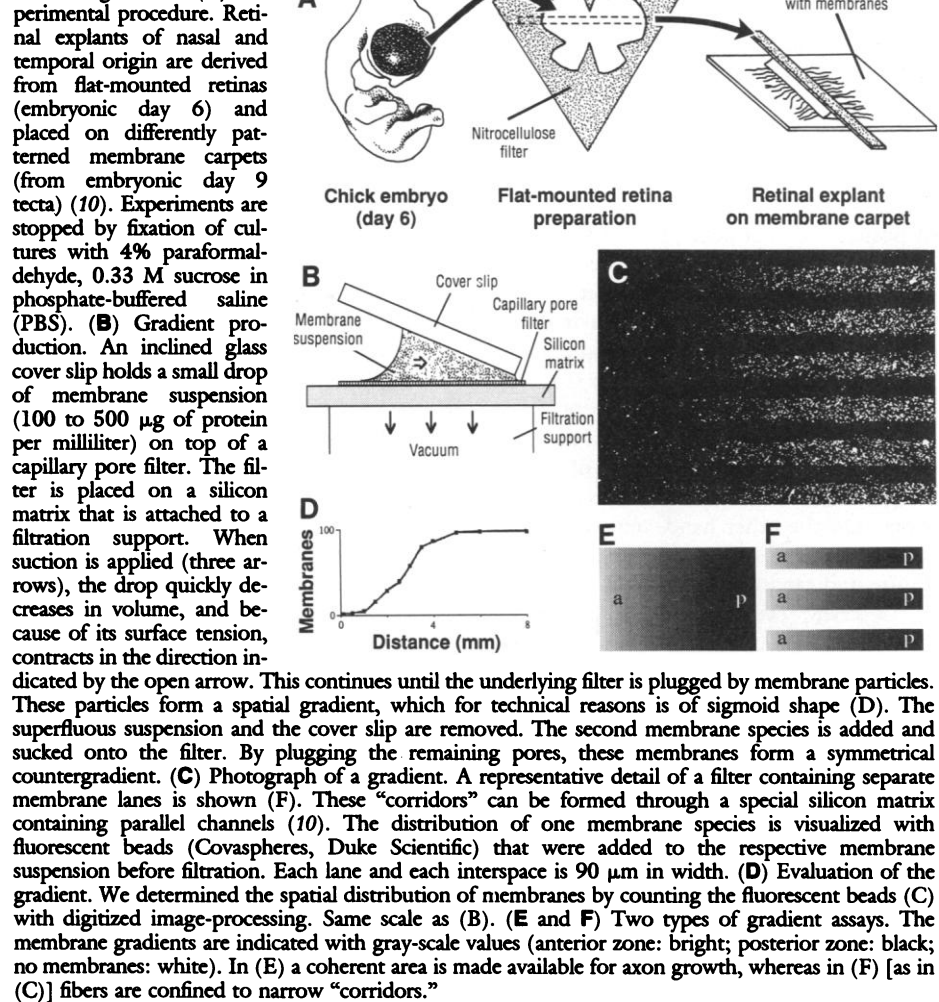 perimental procedure. Reti-
nal explants of nasal and
temporal origin are derived
from flat-mounted retinas
(embryonic day 6) and
placed on differently pat-
terned membrane carpets
(from embryonic day 9
tecta) (10). Experiments are
stopped by fixation of cul-
tures with 4% paraformal-
dehyde, 0.33 M sucrose in
phosphate-buffered saline
(PBS). (B) Gradient pro-
duction. An inclined glass
cover slip holds a small drop
of membrane suspension
(100 to 500 μg of protein
per milliliter) on top of a
capillary pore filter. The fil-
ter is placed on a silicon
matrix that is attached to a
filtration support. When
suction is applied (three ar-
rows), the drop quickly de-
creases in volume, and be-
cause of its surface tension,
contracts in the direction in-
A
with membranes
Nitrocellulose
filter
Chick embryo
(day 6)
Flat-mounted retina
preparation
Retinal explant
on membrane carpet
B
Cover slip
Capillary pore
filter
Membrane
suspension
Silicon
matrix
Filtration
support
Vacuum
C
D
100
Membranes
0
0 4 8
Distance (mm)
E
a p
F
a p
a p
a p
dicated by the open arrow. This continues until the underlying filter is plugged by membrane particles.
These particles form a spatial gradient, which for technical reasons is of sigmoid shape (D). The
superfluous suspension and the cover slip are removed. The second membrane species is added and
sucked onto the filter. By plugging the remaining pores, these membranes form a symmetrical
countergradient. (C) Photograph of a gradient. A representative detail of a filter containing separate
membrane lanes is shown (F). These “corridors” can be formed through a special silicon matrix
containing parallel channels (10). The distribution of one membrane species is visualized with
fluorescent beads (Covaspheres, Duke Scientific) that were added to the respective membrane
suspension before filtration. Each lane and each interspace is 90 μm in width. (D) Evaluation of the
gradient. We determined the spatial distribution of membranes by counting the fluorescent beads (C)
with digitized image-processing. Same scale as (B). (E and F) Two types of gradient assays. The
membrane gradients are indicated with gray-scale values (anterior zone: bright; posterior zone: black;
no membranes: white). In (E) a coherent area is made available for axon growth, whereas in (F) [as in
(C)] fibers are confined to narrow “corridors.”